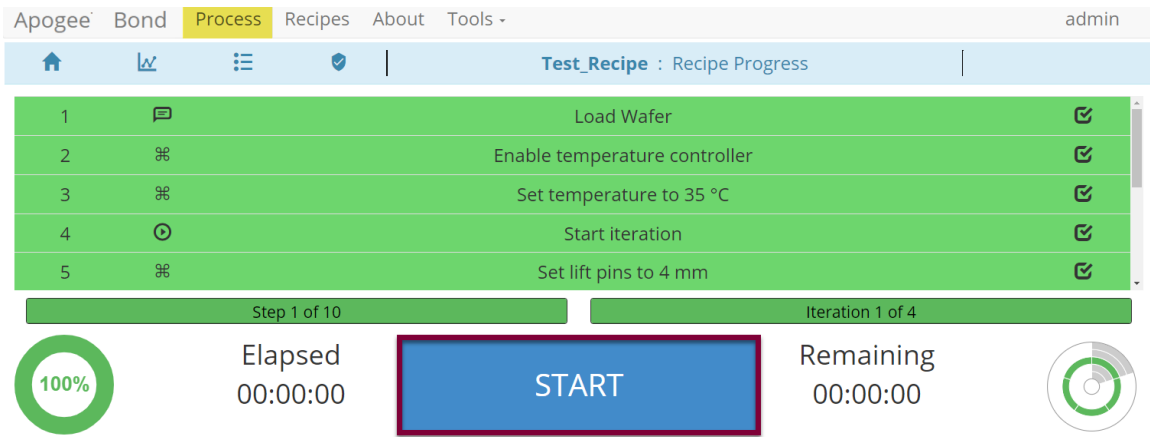 Apogee® Bond Process Recipes About Tools admin
Test_Recipe : Recipe Progress
1 Load Wafer
2 ⌘ Enable temperature controller
3 ⌘ Set temperature to 35 °C
4 Start iteration
5 ⌘ Set lift pins to 4 mm
Step 1 of 10 Iteration 1 of 4
100%
Elapsed
00:00:00
START
Remaining
00:00:00